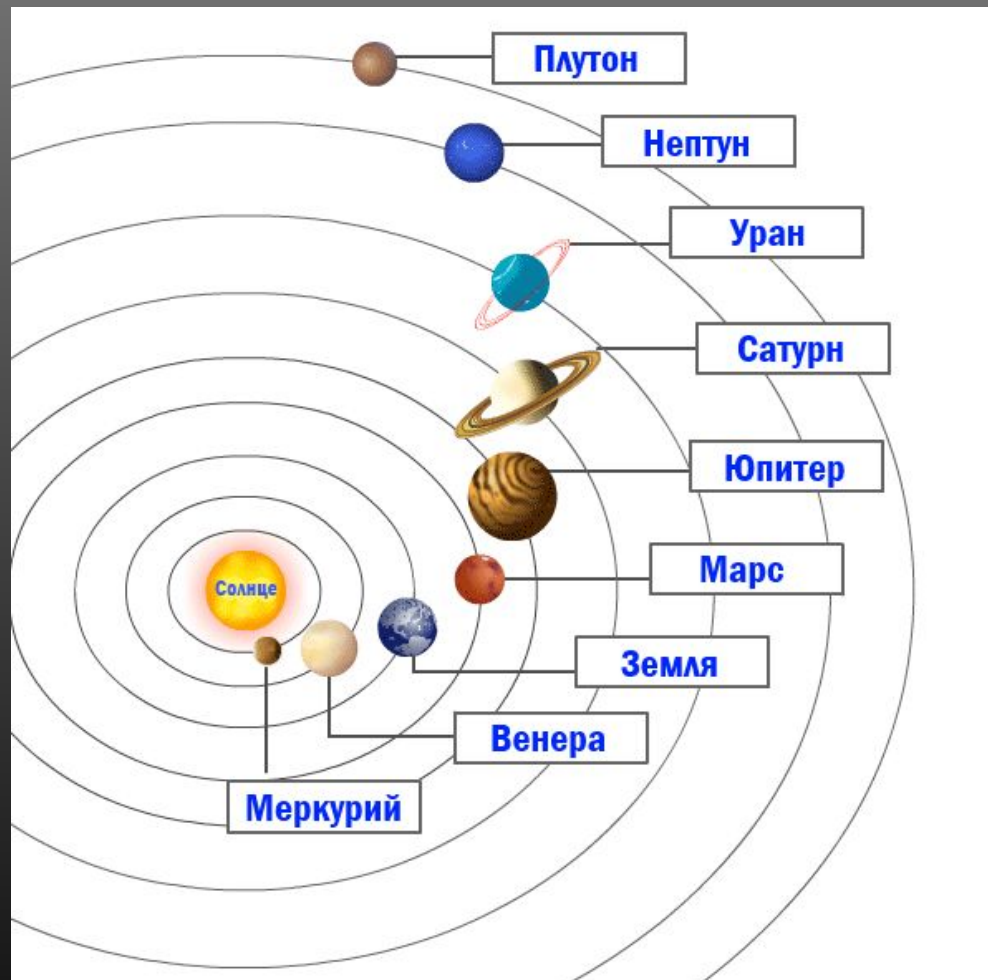 Плутон
Нептун
Уран
Сатурн
Юпитер
Марс
Солнце
Земля
Венера
Меркурий